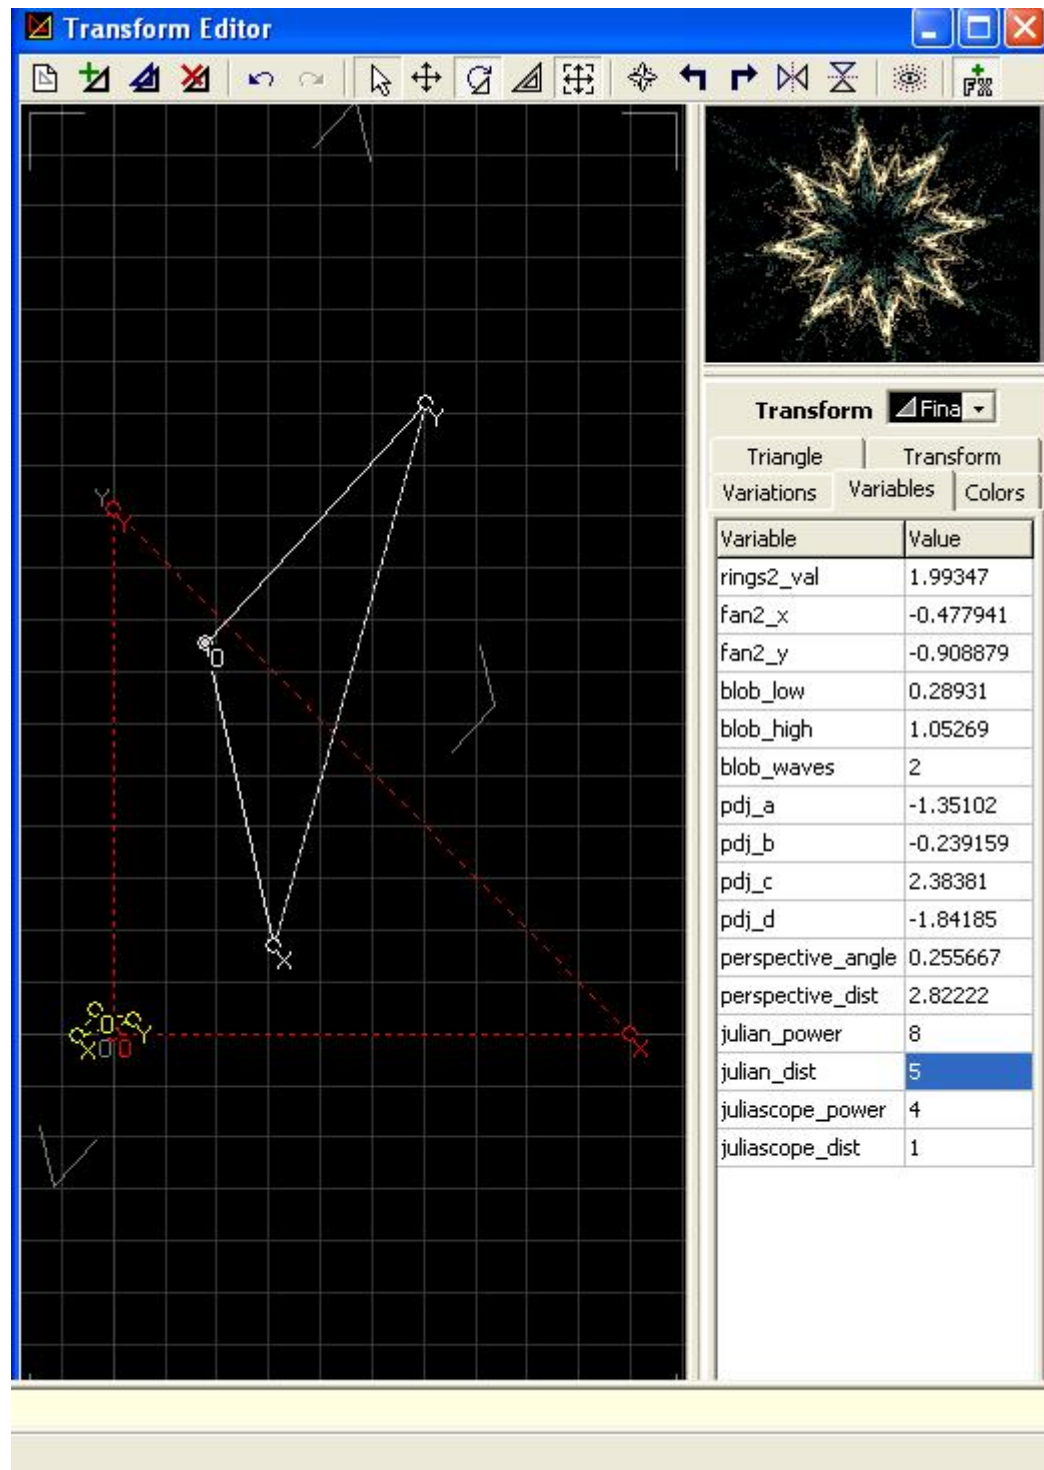 Transform Editor
FX
Transform Fina
Triangle Transform
Variations Variables Colors
Variable Value
rings2_val 1.99347
fan2_x -0.477941
fan2_y -0.908879
blob_low 0.28931
blob_high 1.05269
blob_waves 2
pdj_a -1.35102
pdj_b -0.239159
pdj_c 2.38381
pdj_d -1.84185
perspective_angle 0.255667
perspective_dist 2.82222
julian_power 8
julian_dist 5
juliascope_power 4
juliascope_dist 1
Y
Y Y
O
X
O Y
X O O
X